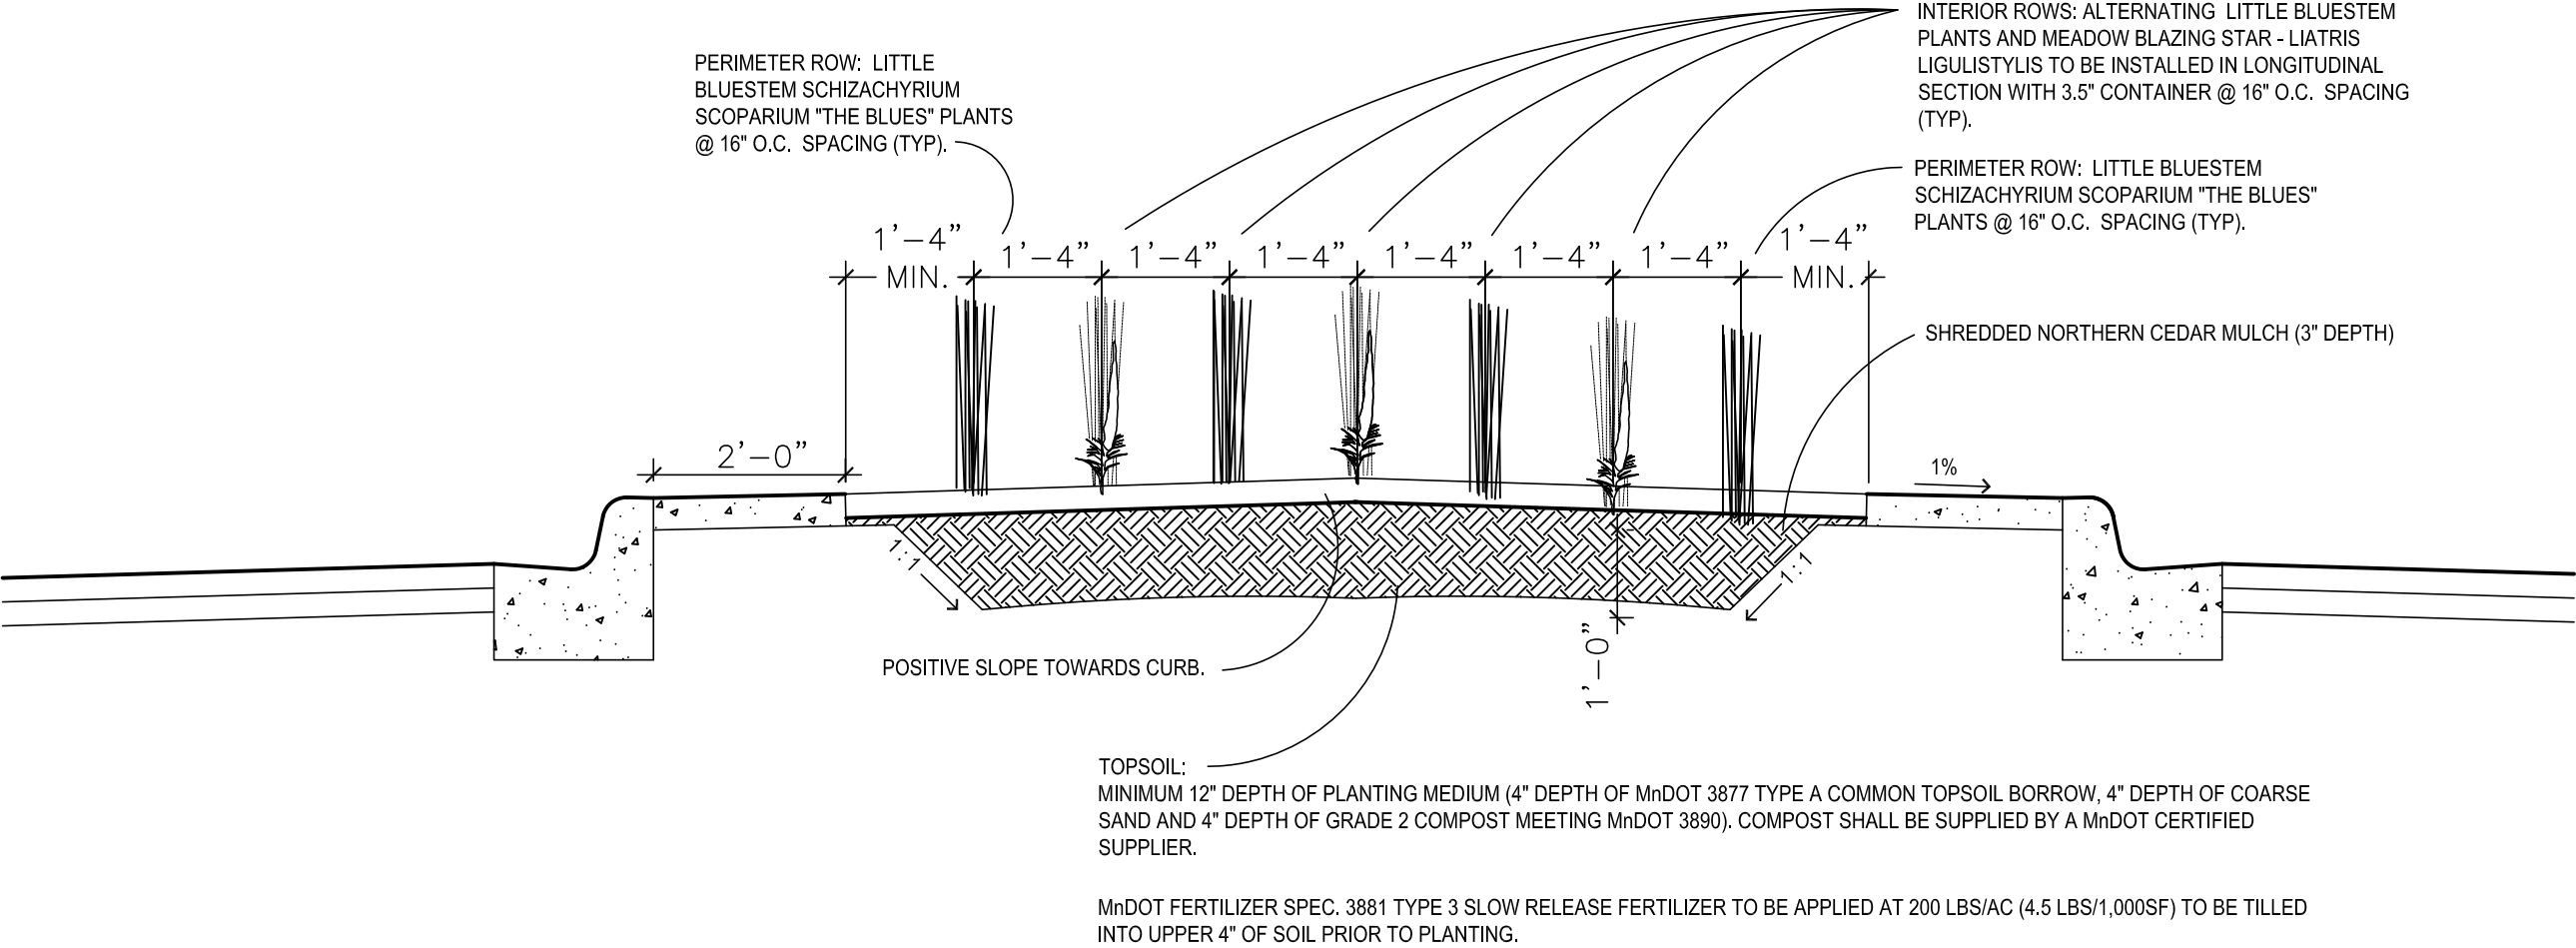 INTERIOR ROWS: ALTERNATING LITTLE BLUESTEM
PLANTS AND MEADOW BLAZING STAR - LIATRIS
LIGULISTYLIS TO BE INSTALLED IN LONGITUDINAL
SECTION WITH 3.5" CONTAINER @ 16" O.C. SPACING
(TYP).
PERIMETER ROW: LITTLE
BLUESTEM SCHIZACHYRIUM
SCOPARIUM "THE BLUES" PLANTS
@ 16" O.C. SPACING (TYP).
PERIMETER ROW: LITTLE BLUESTEM
SCHIZACHYRIUM SCOPARIUM "THE BLUES"
PLANTS @ 16" O.C. SPACING (TYP).
1'-4"
MIN.
1'-4"
1'-4"
1'-4"
1'-4"
1'-4"
1'-4"
1'-4"
MIN.
SHREDDED NORTHERN CEDAR MULCH (3" DEPTH)
2'-0"
1%
1:1
1:1
1'-0"
POSITIVE SLOPE TOWARDS CURB.
TOPSOIL:
MINIMUM 12" DEPTH OF PLANTING MEDIUM (4" DEPTH OF MnDOT 3877 TYPE A COMMON TOPSOIL BORROW, 4" DEPTH OF COARSE
SAND AND 4" DEPTH OF GRADE 2 COMPOST MEETING MnDOT 3890). COMPOST SHALL BE SUPPLIED BY A MnDOT CERTIFIED
SUPPLIER.
MnDOT FERTILIZER SPEC. 3881 TYPE 3 SLOW RELEASE FERTILIZER TO BE APPLIED AT 200 LBS/AC (4.5 LBS/1,000SF) TO BE TILLED
INTO UPPER 4" OF SOIL PRIOR TO PLANTING.